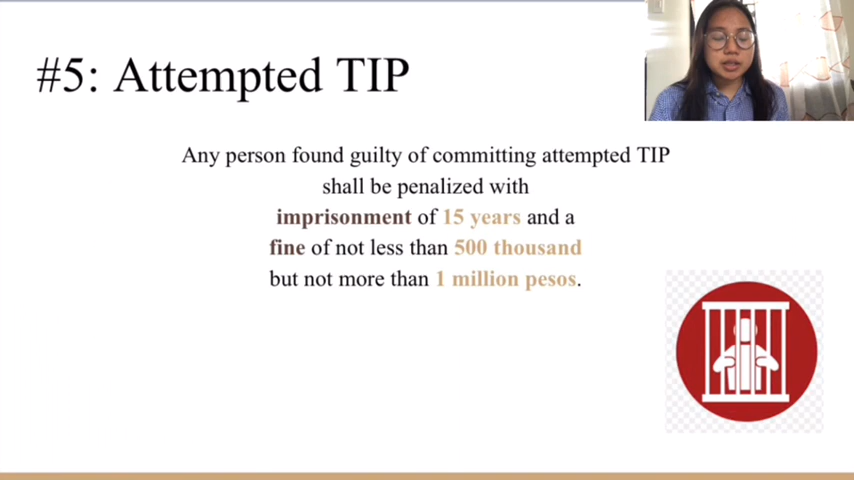 #5: Attempted TIP
Any person found guilty of committing attempted TIP
shall be penalized with
imprisonment of 15 years and a
fine of not less than 500 thousand
but not more than 1 million pesos.